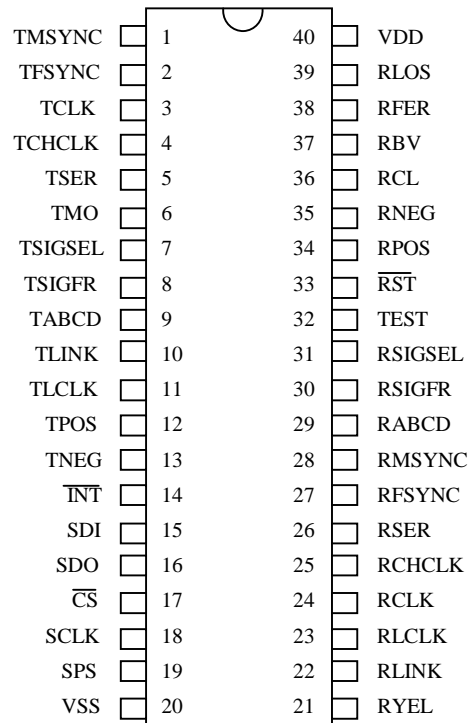 TMSYNC 1 40 VDD
TFSYNC 2 39 RLOS
TCLK 3 38 RFER
TCHCLK 4 37 RBV
TSER 5 36 RCL
TMO 6 35 RNEG
TSIGSEL 7 34 RPOS
TSIGFR 8 33 R̅S̅T̅
TABCD 9 32 TEST
TLINK 10 31 RSIGSEL
TLCLK 11 30 RSIGFR
TPOS 12 29 RABCD
TNEG 13 28 RMSYNC
I̅N̅T̅ 14 27 RFSYNC
SDI 15 26 RSER
SDO 16 25 RCHCLK
C̅S̅ 17 24 RCLK
SCLK 18 23 RLCLK
SPS 19 22 RLINK
VSS 20 21 RYEL